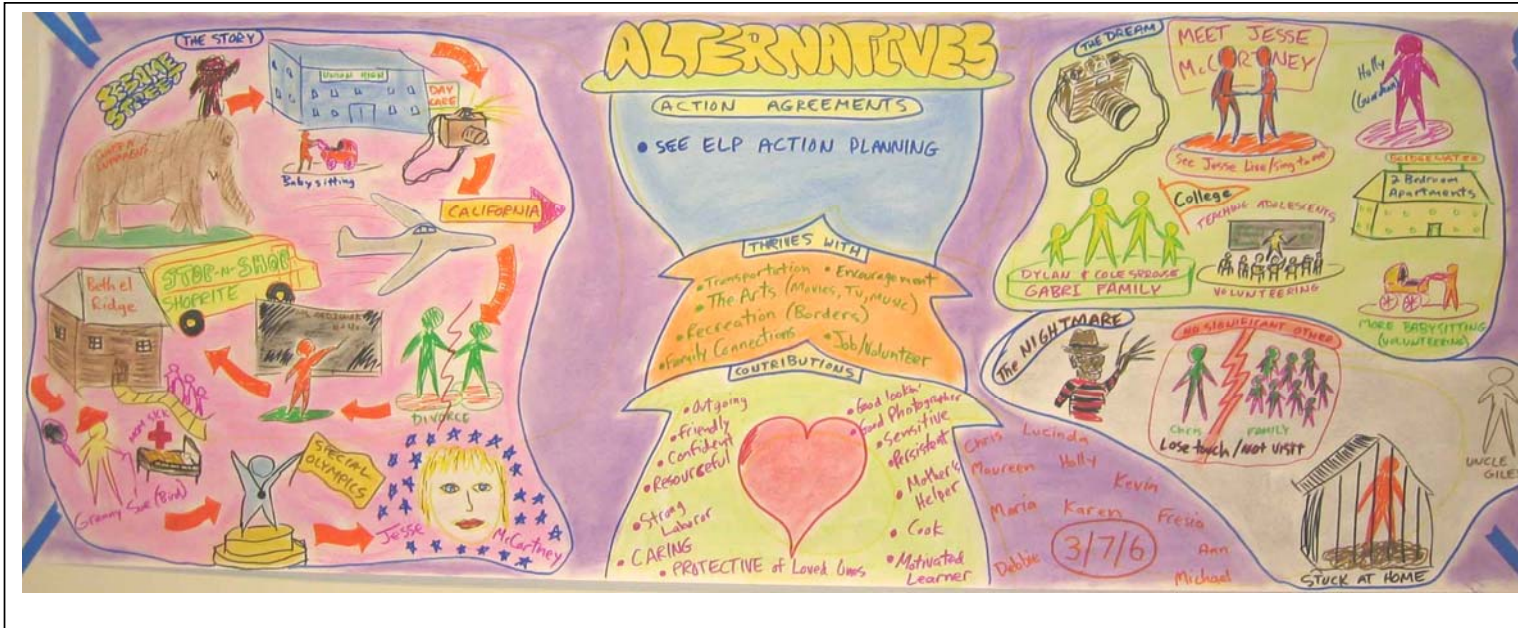 THE STORY
SESAME
STREET
UNION HIGH
DAY
CARE
Babysitting
CALIFORNIA
STOP-N-SHOP
SHOPRITE
Bethel
Ridge
DIVORCE
MOM SICK
Granny Sue (Bird)
SPECIAL
OLYMPICS
Jesse
McCartney
ALTERNATIVES
ACTION AGREEMENTS
• SEE ELP ACTION PLANNING
THRIVES WITH
• Transportation • Encouragement
• The Arts (Movies, TV, music)
• Recreation (Borders)
• Family Connections • Job/Volunteer
CONTRIBUTIONS
• Outgoing
• Friendly
• Confident
• Resourceful
• Strong
Laboror
• CARING
• PROTECTIVE of Loved Ones
• Good lookin'
• Good Photographer
• Sensitive
• Persistent
• Mother's
Helper
• Cook
• Motivated
Learner
THE DREAM
MEET JESSE
McCARTNEY
See Jesse Live/sing to me
Holly
(Guardian)
BRIDGEWATER
2 Bedroom
Apartments
College
TEACHING ADOLESCENTS
VOLUNTEERING
DYLAN & COLE SPROUSE
GABRI FAMILY
MORE BABYSITTING
(VOLUNTEERING)
The NIGHTMARE
NO SIGNIFICANT OTHER
Chris
FAMILY
Lose touch/not visit
UNCLE
GILES
STUCK AT HOME
Chris Lucinda
Maureen Holly
Kevin
Maria Karen Fresia
Debbie 3/7/6 Ann
Michael